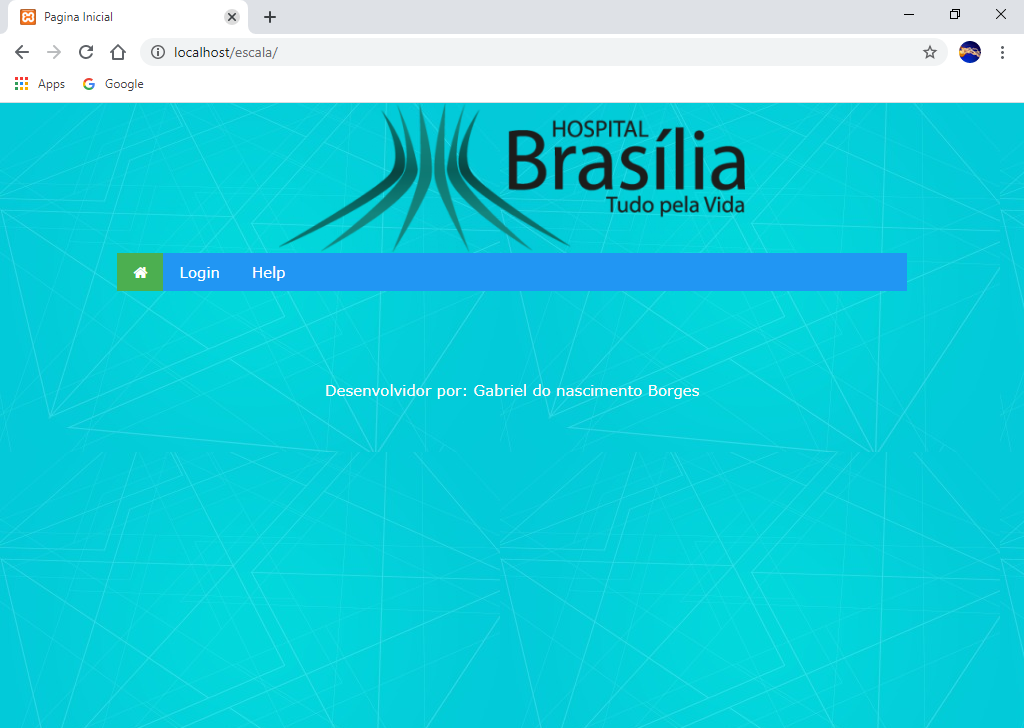 Pagina Inicial
localhost/escala/
Apps Google
HOSPITAL
Brasília
Tudo pela Vida
Login Help
Desenvolvidor por: Gabriel do nascimento Borges